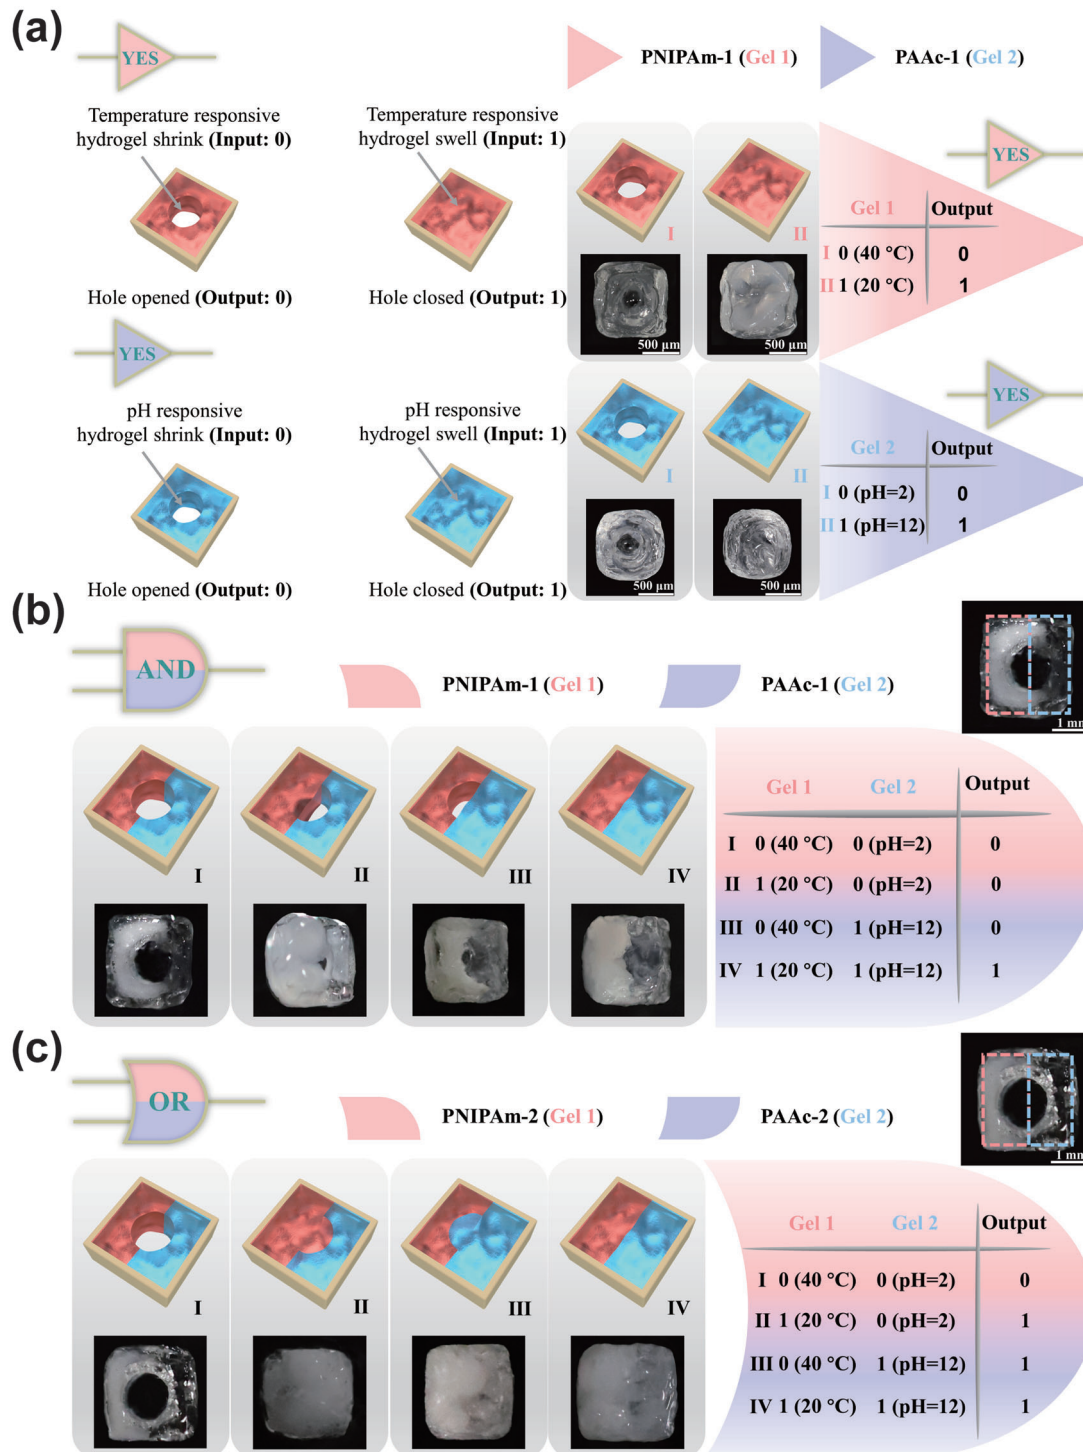 (a)
YES
PNIPAm-1 (Gel 1)
PAAc-1 (Gel 2)
Temperature responsive
hydrogel shrink (Input: 0)
Temperature responsive
hydrogel swell (Input: 1)
Hole opened (Output: 0)
Hole closed (Output: 1)
I
II
500 μm
500 μm
YES
Gel 1 Output
I 0 (40 °C) 0
II 1 (20 °C) 1
YES
pH responsive
hydrogel shrink (Input: 0)
pH responsive
hydrogel swell (Input: 1)
Hole opened (Output: 0)
Hole closed (Output: 1)
I
II
500 μm
500 μm
YES
Gel 2 Output
I 0 (pH=2) 0
II 1 (pH=12) 1
(b)
AND
PNIPAm-1 (Gel 1)
PAAc-1 (Gel 2)
1 mm
I
II
III
IV
Gel 1 Gel 2 Output
I 0 (40 °C) 0 (pH=2) 0
II 1 (20 °C) 0 (pH=2) 0
III 0 (40 °C) 1 (pH=12) 0
IV 1 (20 °C) 1 (pH=12) 1
(c)
OR
PNIPAm-2 (Gel 1)
PAAc-2 (Gel 2)
1 mm
I
II
III
IV
Gel 1 Gel 2 Output
I 0 (40 °C) 0 (pH=2) 0
II 1 (20 °C) 0 (pH=2) 1
III 0 (40 °C) 1 (pH=12) 1
IV 1 (20 °C) 1 (pH=12) 1